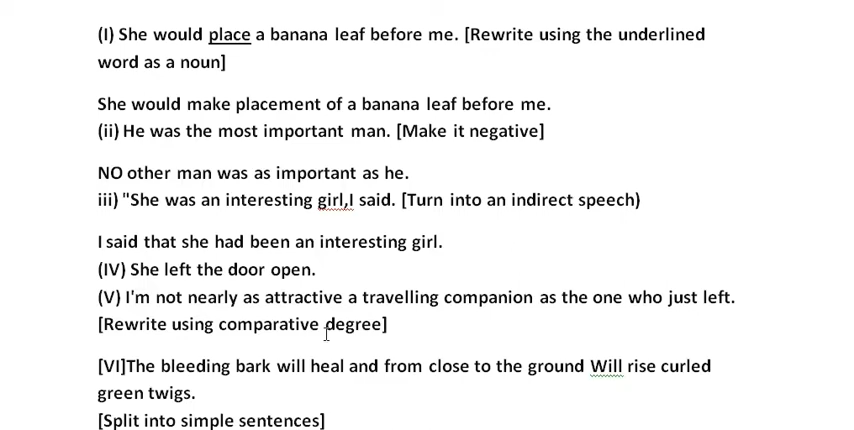 (I) She would place a banana leaf before me. [Rewrite using the underlined
word as a noun]
She would make placement of a banana leaf before me.
(ii) He was the most important man. [Make it negative]
NO other man was as important as he.
iii) "She was an interesting girl,I said. [Turn into an indirect speech)
I said that she had been an interesting girl.
(IV) She left the door open.
(V) I'm not nearly as attractive a travelling companion as the one who just left.
[Rewrite using comparative degree]
[VI]The bleeding bark will heal and from close to the ground Will rise curled
green twigs.
[Split into simple sentences]